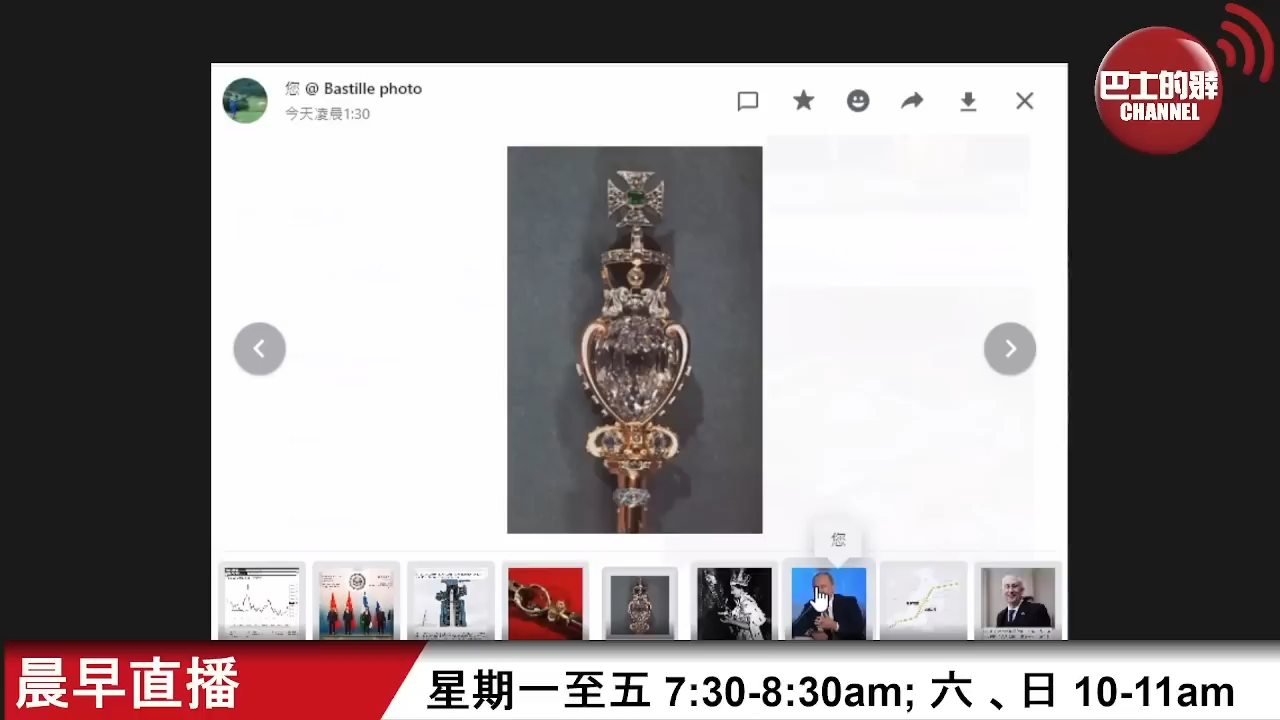 您 @ Bastille photo
今天凌晨1:30
巴士的報
CHANNEL
您
晨早直播
星期一至五 7:30-8:30am; 六、日 10-11am